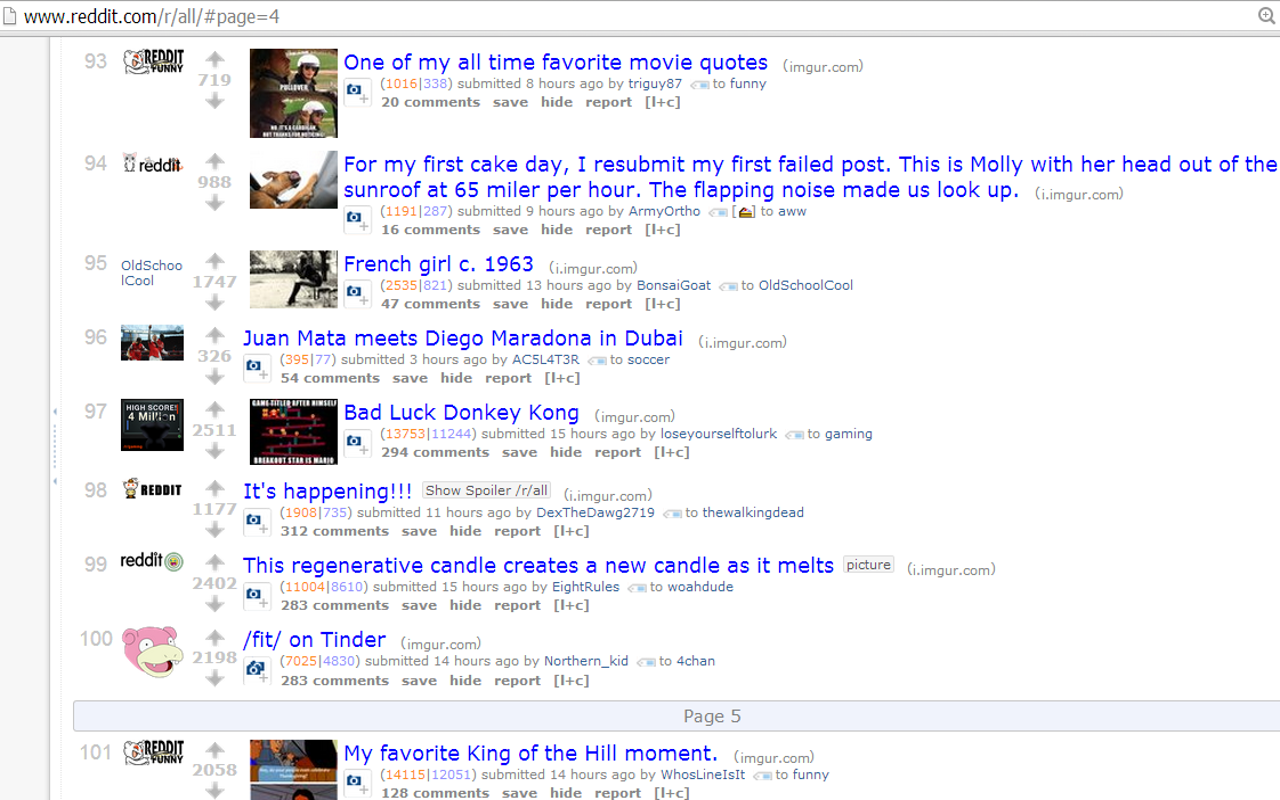 www.reddit.com/r/all/#page=4
93 REDDIT FUNNY 719 PULLOVER. NO, IT'S A CARDIGAN, BUT THANKS FOR NOTICING! One of my all time favorite movie quotes (imgur.com)
(1016|338) submitted 8 hours ago by triguy87 to funny
20 comments save hide report [l+c]
94 reddit 988 For my first cake day, I resubmit my first failed post. This is Molly with her head out of the
sunroof at 65 miler per hour. The flapping noise made us look up. (i.imgur.com)
(1191|287) submitted 9 hours ago by ArmyOrtho [ ] to aww
16 comments save hide report [l+c]
95 OldSchoo
lCool 1747 French girl c. 1963 (i.imgur.com)
(2535|821) submitted 13 hours ago by BonsaiGoat to OldSchoolCool
47 comments save hide report [l+c]
96 326 Juan Mata meets Diego Maradona in Dubai (i.imgur.com)
(395|77) submitted 3 hours ago by AC5L4T3R to soccer
54 comments save hide report [l+c]
97 HIGH SCORE! 4 Million 2511 GAME TITLED AFTER HIMSELF BREAKOUT STAR IS MARIO Bad Luck Donkey Kong (imgur.com)
(13753|11244) submitted 15 hours ago by loseyourselftolurk to gaming
294 comments save hide report [l+c]
98 REDDIT 1177 It's happening!!! Show Spoiler /r/all (i.imgur.com)
(1908|735) submitted 11 hours ago by DexTheDawg2719 to thewalkingdead
312 comments save hide report [l+c]
99 reddit 2402 This regenerative candle creates a new candle as it melts picture (i.imgur.com)
(11004|8610) submitted 15 hours ago by EightRules to woahdude
283 comments save hide report [l+c]
100 2198 /fit/ on Tinder (imgur.com)
(7025|4830) submitted 14 hours ago by Northern_kid to 4chan
283 comments save hide report [l+c]
Page 5
101 REDDIT FUNNY 2058 My favorite King of the Hill moment. (imgur.com)
(14115|12051) submitted 14 hours ago by WhosLineIsIt to funny
128 comments save hide report [l+c]